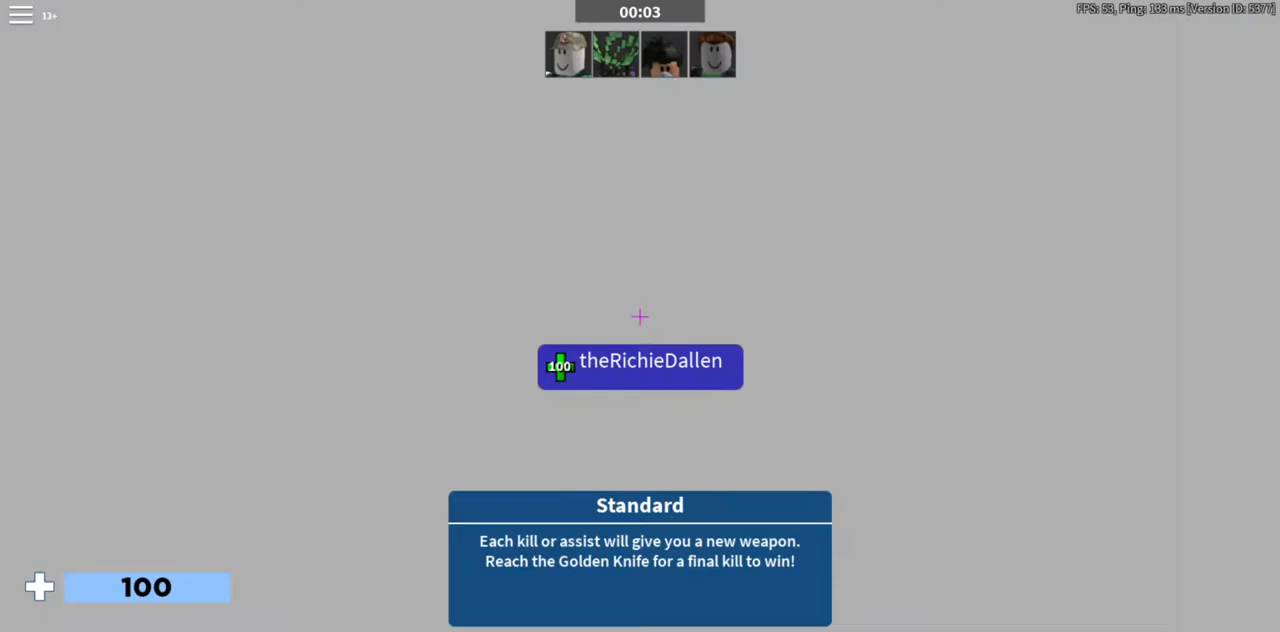 13+
00:03
FPS: 53, Ping: 133 ms [Version ID: 5377]
100 theRichieDallen
Standard
Each kill or assist will give you a new weapon.
Reach the Golden Knife for a final kill to win!
100